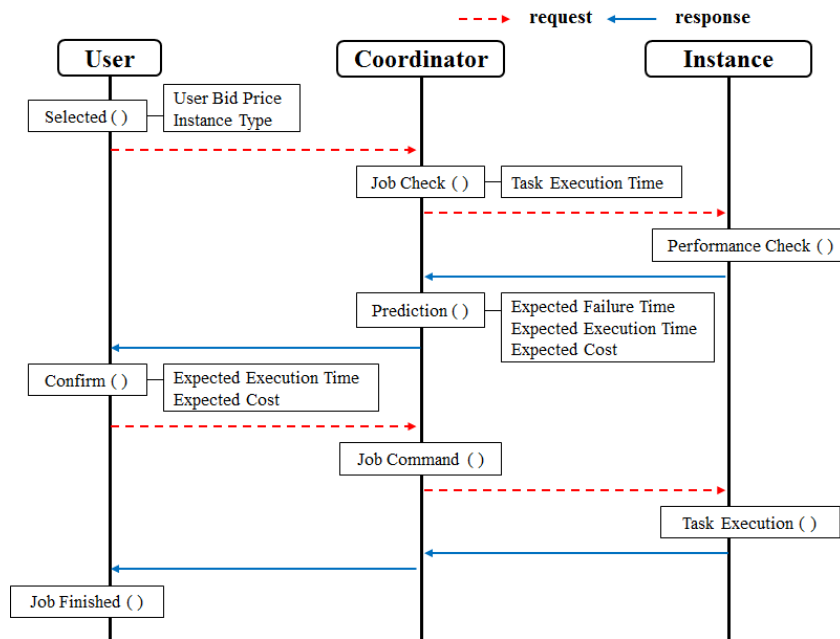 request
response
User
Coordinator
Instance
Selected ( )
User Bid Price
Instance Type
Job Check ( )
Task Execution Time
Performance Check ( )
Prediction ( )
Expected Failure Time
Expected Execution Time
Expected Cost
Confirm ( )
Expected Execution Time
Expected Cost
Job Command ( )
Task Execution ( )
Job Finished ( )